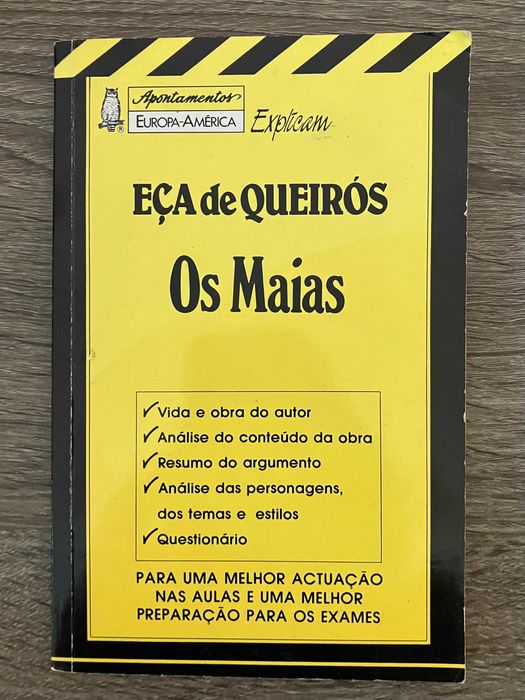 Apontamentos
EUROPA-AMÉRICA
Explicam
®
EÇA de QUEIRÓS
Os Maias
✓Vida e obra do autor
✓Análise do conteúdo da obra
✓Resumo do argumento
✓Análise das personagens,
dos temas e estilos
✓Questionário
PARA UMA MELHOR ACTUAÇÃO
NAS AULAS E UMA MELHOR
PREPARAÇÃO PARA OS EXAMES